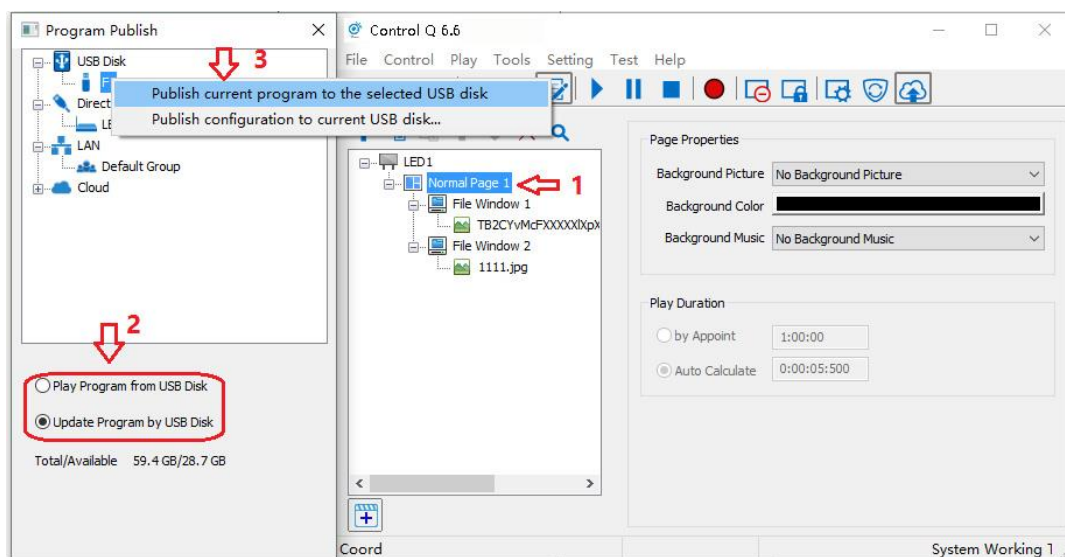 Program Publish
USB Disk
3
Publish current program to the selected USB disk
Publish configuration to current USB disk...
Direct
LE
LAN
Default Group
Cloud
2
Play Program from USB Disk
Update Program by USB Disk
Total/Available 59.4 GB/28.7 GB
Control Q 6.6
File Control Play Tools Setting Test Help
LED1
Normal Page 1
1
File Window 1
TB2CYvMcFXXXXXlXpX
File Window 2
1111.jpg
Page Properties
Background Picture No Background Picture
Background Color
Background Music No Background Music
Play Duration
by Appoint 1:00:00
Auto Calculate 0:00:05:500
Coord
System Working